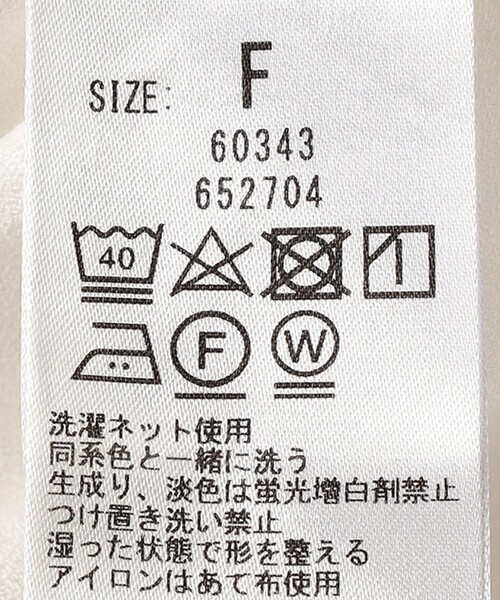 SIZE: F
60343
652704
40
F W
洗濯ネット使用
同系色と一緒に洗う
生成り、淡色は蛍光増白剤禁止
つけ置き洗い禁止
湿った状態で形を整える
アイロンはあて布使用